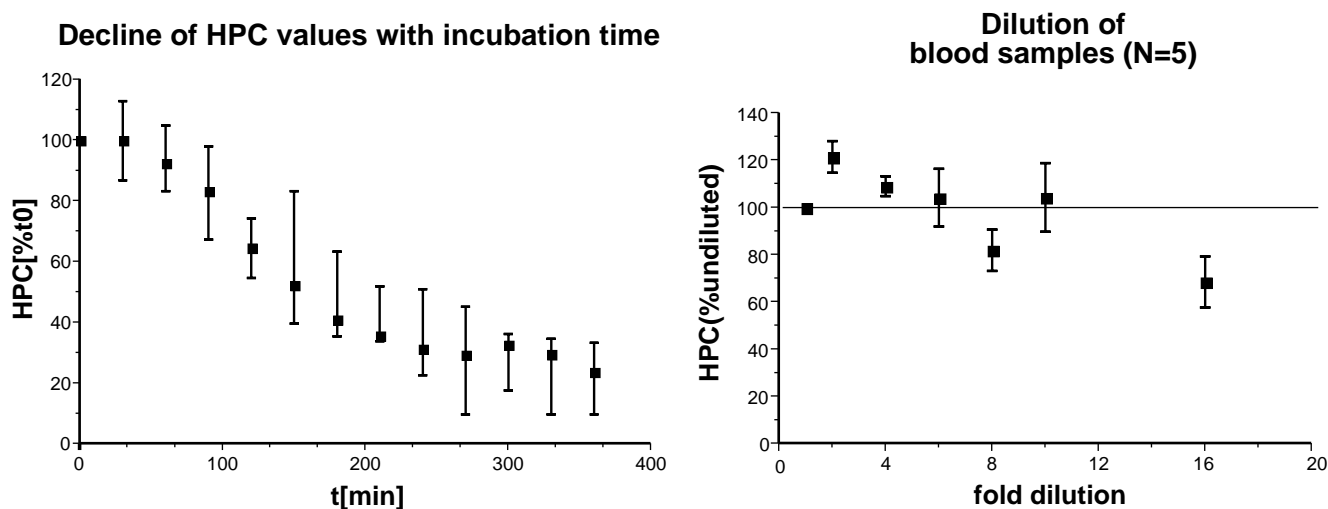 Decline of HPC values with incubation time
120
100
80
60
40
20
0
HPC[%t0]
0 100 200 300 400
t[min]
Dilution of
blood samples (N=5)
140
120
100
80
60
40
20
0
HPC(%undiluted)
0 4 8 12 16 20
fold dilution